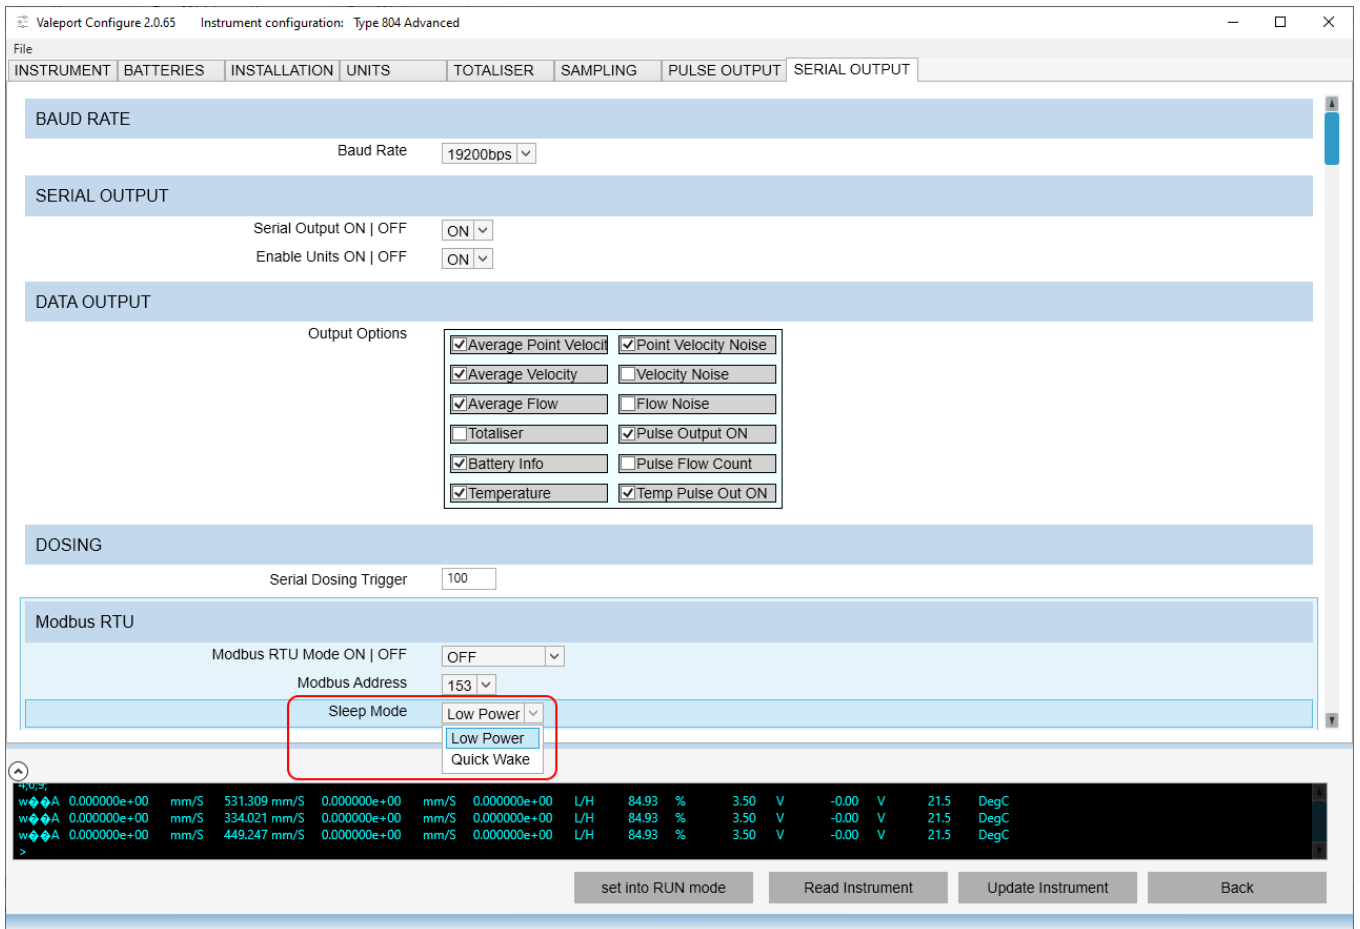 Valeport Configure 2.0.65 Instrument configuration: Type 804 Advanced
File
INSTRUMENT BATTERIES INSTALLATION UNITS TOTALISER SAMPLING PULSE OUTPUT SERIAL OUTPUT
BAUD RATE
Baud Rate 19200bps
SERIAL OUTPUT
Serial Output ON | OFF ON
Enable Units ON | OFF ON
DATA OUTPUT
Output Options
Average Point Velocit Point Velocity Noise
Average Velocity Velocity Noise
Average Flow Flow Noise
Totaliser Pulse Output ON
Battery Info Pulse Flow Count
Temperature Temp Pulse Out ON
DOSING
Serial Dosing Trigger 100
Modbus RTU
Modbus RTU Mode ON | OFF OFF
Modbus Address 153
Sleep Mode Low Power
Low Power
Quick Wake
4;0;9;
w��A 0.000000e+00 mm/S 531.309 mm/S 0.000000e+00 mm/S 0.000000e+00 L/H 84.93 % 3.50 V -0.00 V 21.5 DegC
w��A 0.000000e+00 mm/S 334.021 mm/S 0.000000e+00 mm/S 0.000000e+00 L/H 84.93 % 3.50 V -0.00 V 21.5 DegC
w��A 0.000000e+00 mm/S 449.247 mm/S 0.000000e+00 mm/S 0.000000e+00 L/H 84.93 % 3.50 V -0.00 V 21.5 DegC
>
set into RUN mode Read Instrument Update Instrument Back